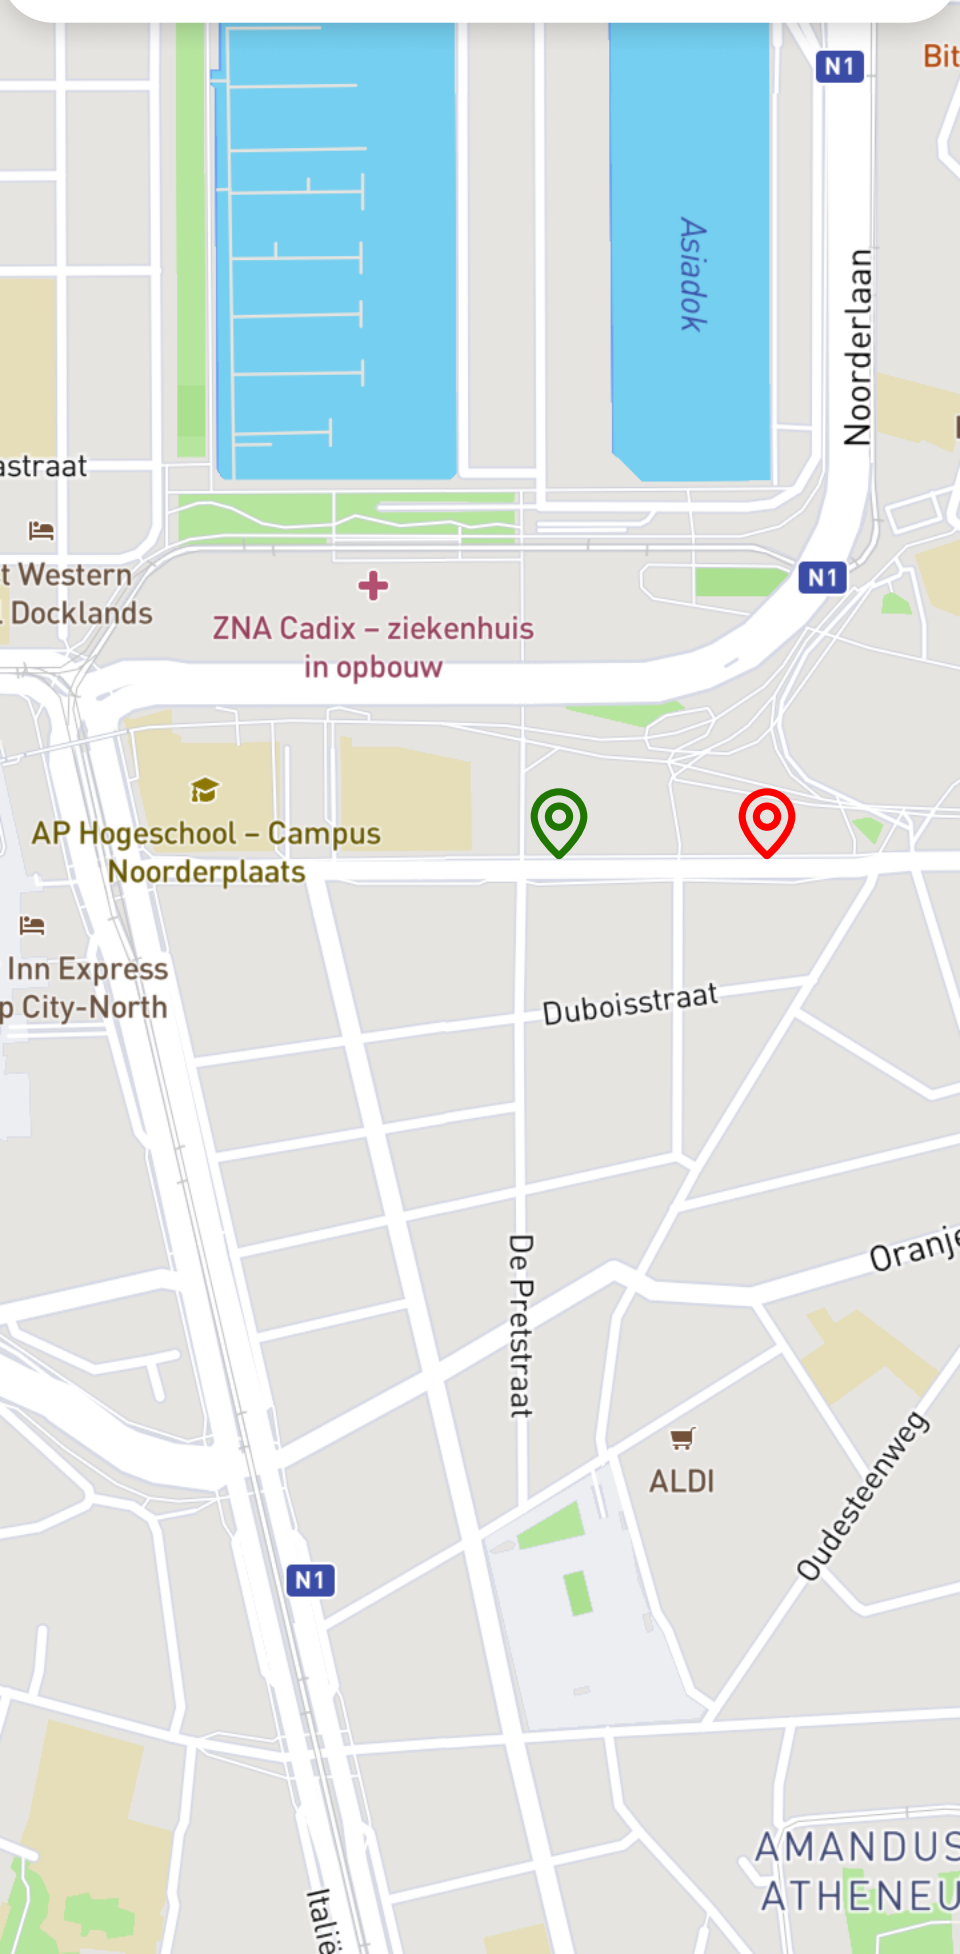 N1
Bit
Asiadok
Noorderlaan
astraat
t Western
Docklands
N1
ZNA Cadix – ziekenhuis
in opbouw
AP Hogeschool – Campus
Noorderplaats
Inn Express
p City-North
Duboisstraat
De Pretstraat
Oranje
ALDI
Oudesteenweg
N1
AMANDUS
ATHENEU
Italië